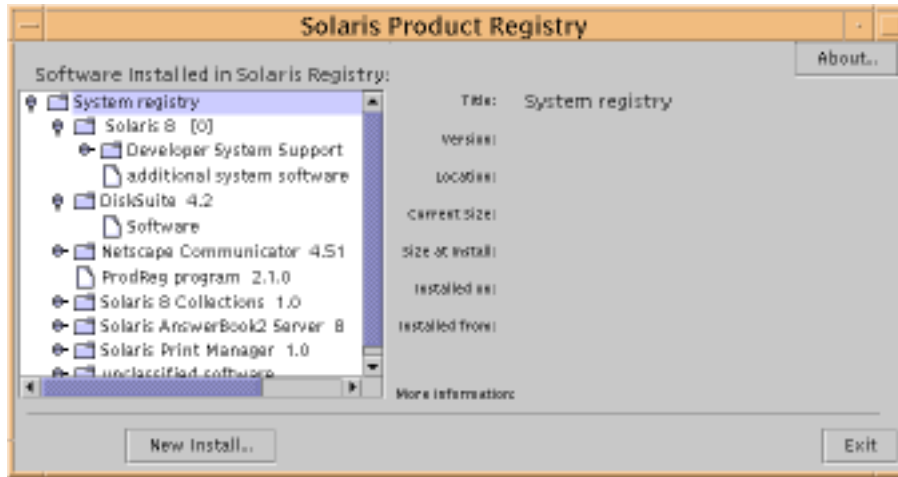 Solaris Product Registry
About...
Software Installed in Solaris Registry:
System registry
Solaris 8 [0]
Developer System Support
additional system software
DiskSuite 4.2
Software
Netscape Communicator 4.51
ProdReg program 2.1.0
Solaris 8 Collections 1.0
Solaris AnswerBook2 Server 8
Solaris Print Manager 1.0
unclassified software
Title: System registry
Version:
Location:
Current Size:
Size at Install:
Installed on:
Installed from:
More Information:
New Install...
Exit